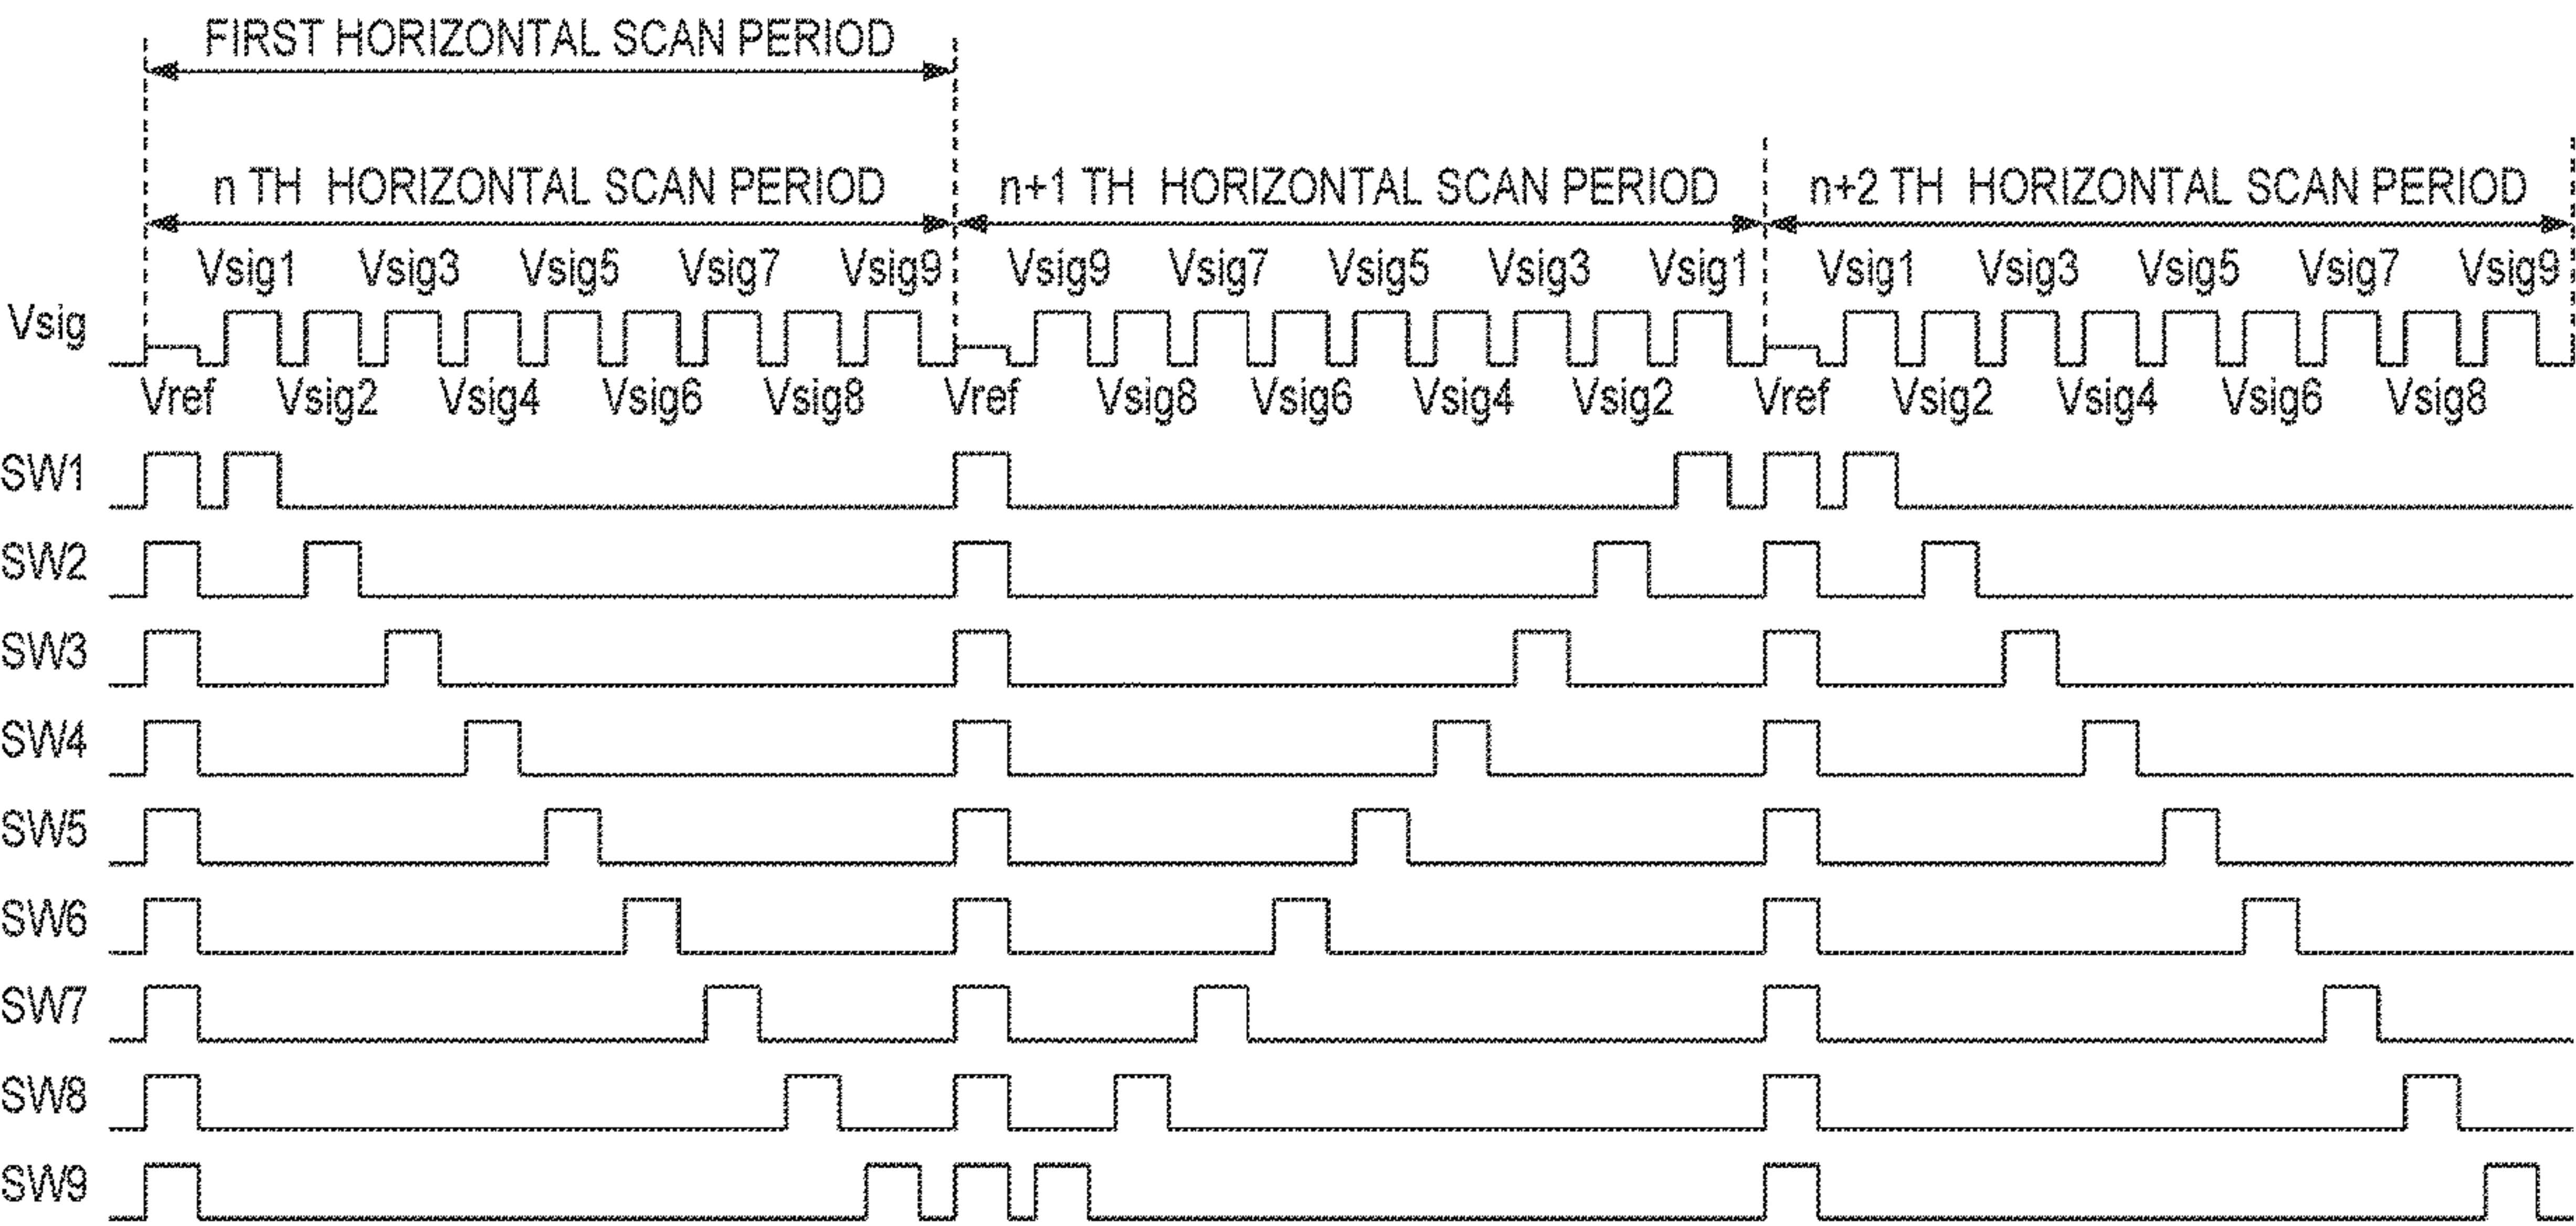 FIRST HORIZONTAL SCAN PERIOD
n TH HORIZONTAL SCAN PERIOD n+1 TH HORIZONTAL SCAN PERIOD n+2 TH HORIZONTAL SCAN PERIOD
Vsig1 Vsig3 Vsig5 Vsig7 Vsig9 Vsig9 Vsig7 Vsig5 Vsig3 Vsig1 Vsig1 Vsig3 Vsig5 Vsig7 Vsig9
Vsig
Vref Vsig2 Vsig4 Vsig6 Vsig8 Vref Vsig8 Vsig6 Vsig4 Vsig2 Vref Vsig2 Vsig4 Vsig6 Vsig8
SW1
SW2
SW3
SW4
SW5
SW6
SW7
SW8
SW9